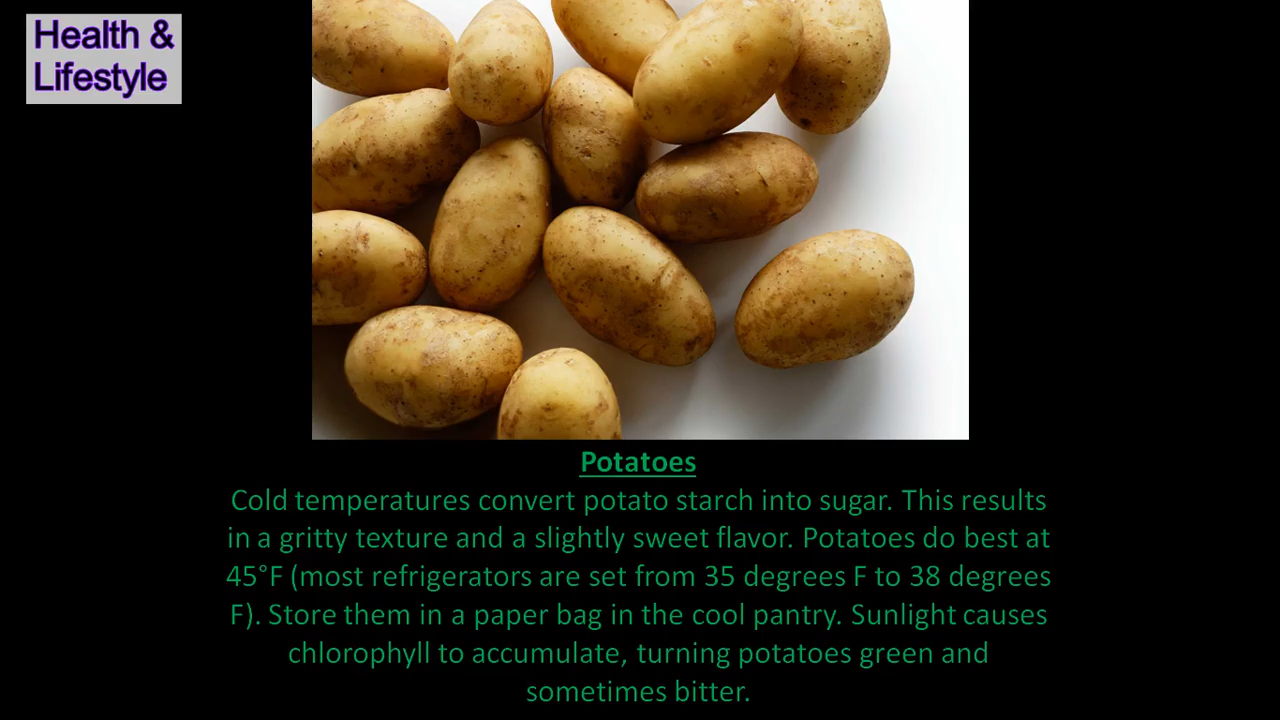 Health &
Lifestyle
Potatoes
Cold temperatures convert potato starch into sugar. This results
in a gritty texture and a slightly sweet flavor. Potatoes do best at
45°F (most refrigerators are set from 35 degrees F to 38 degrees
F). Store them in a paper bag in the cool pantry. Sunlight causes
chlorophyll to accumulate, turning potatoes green and
sometimes bitter.